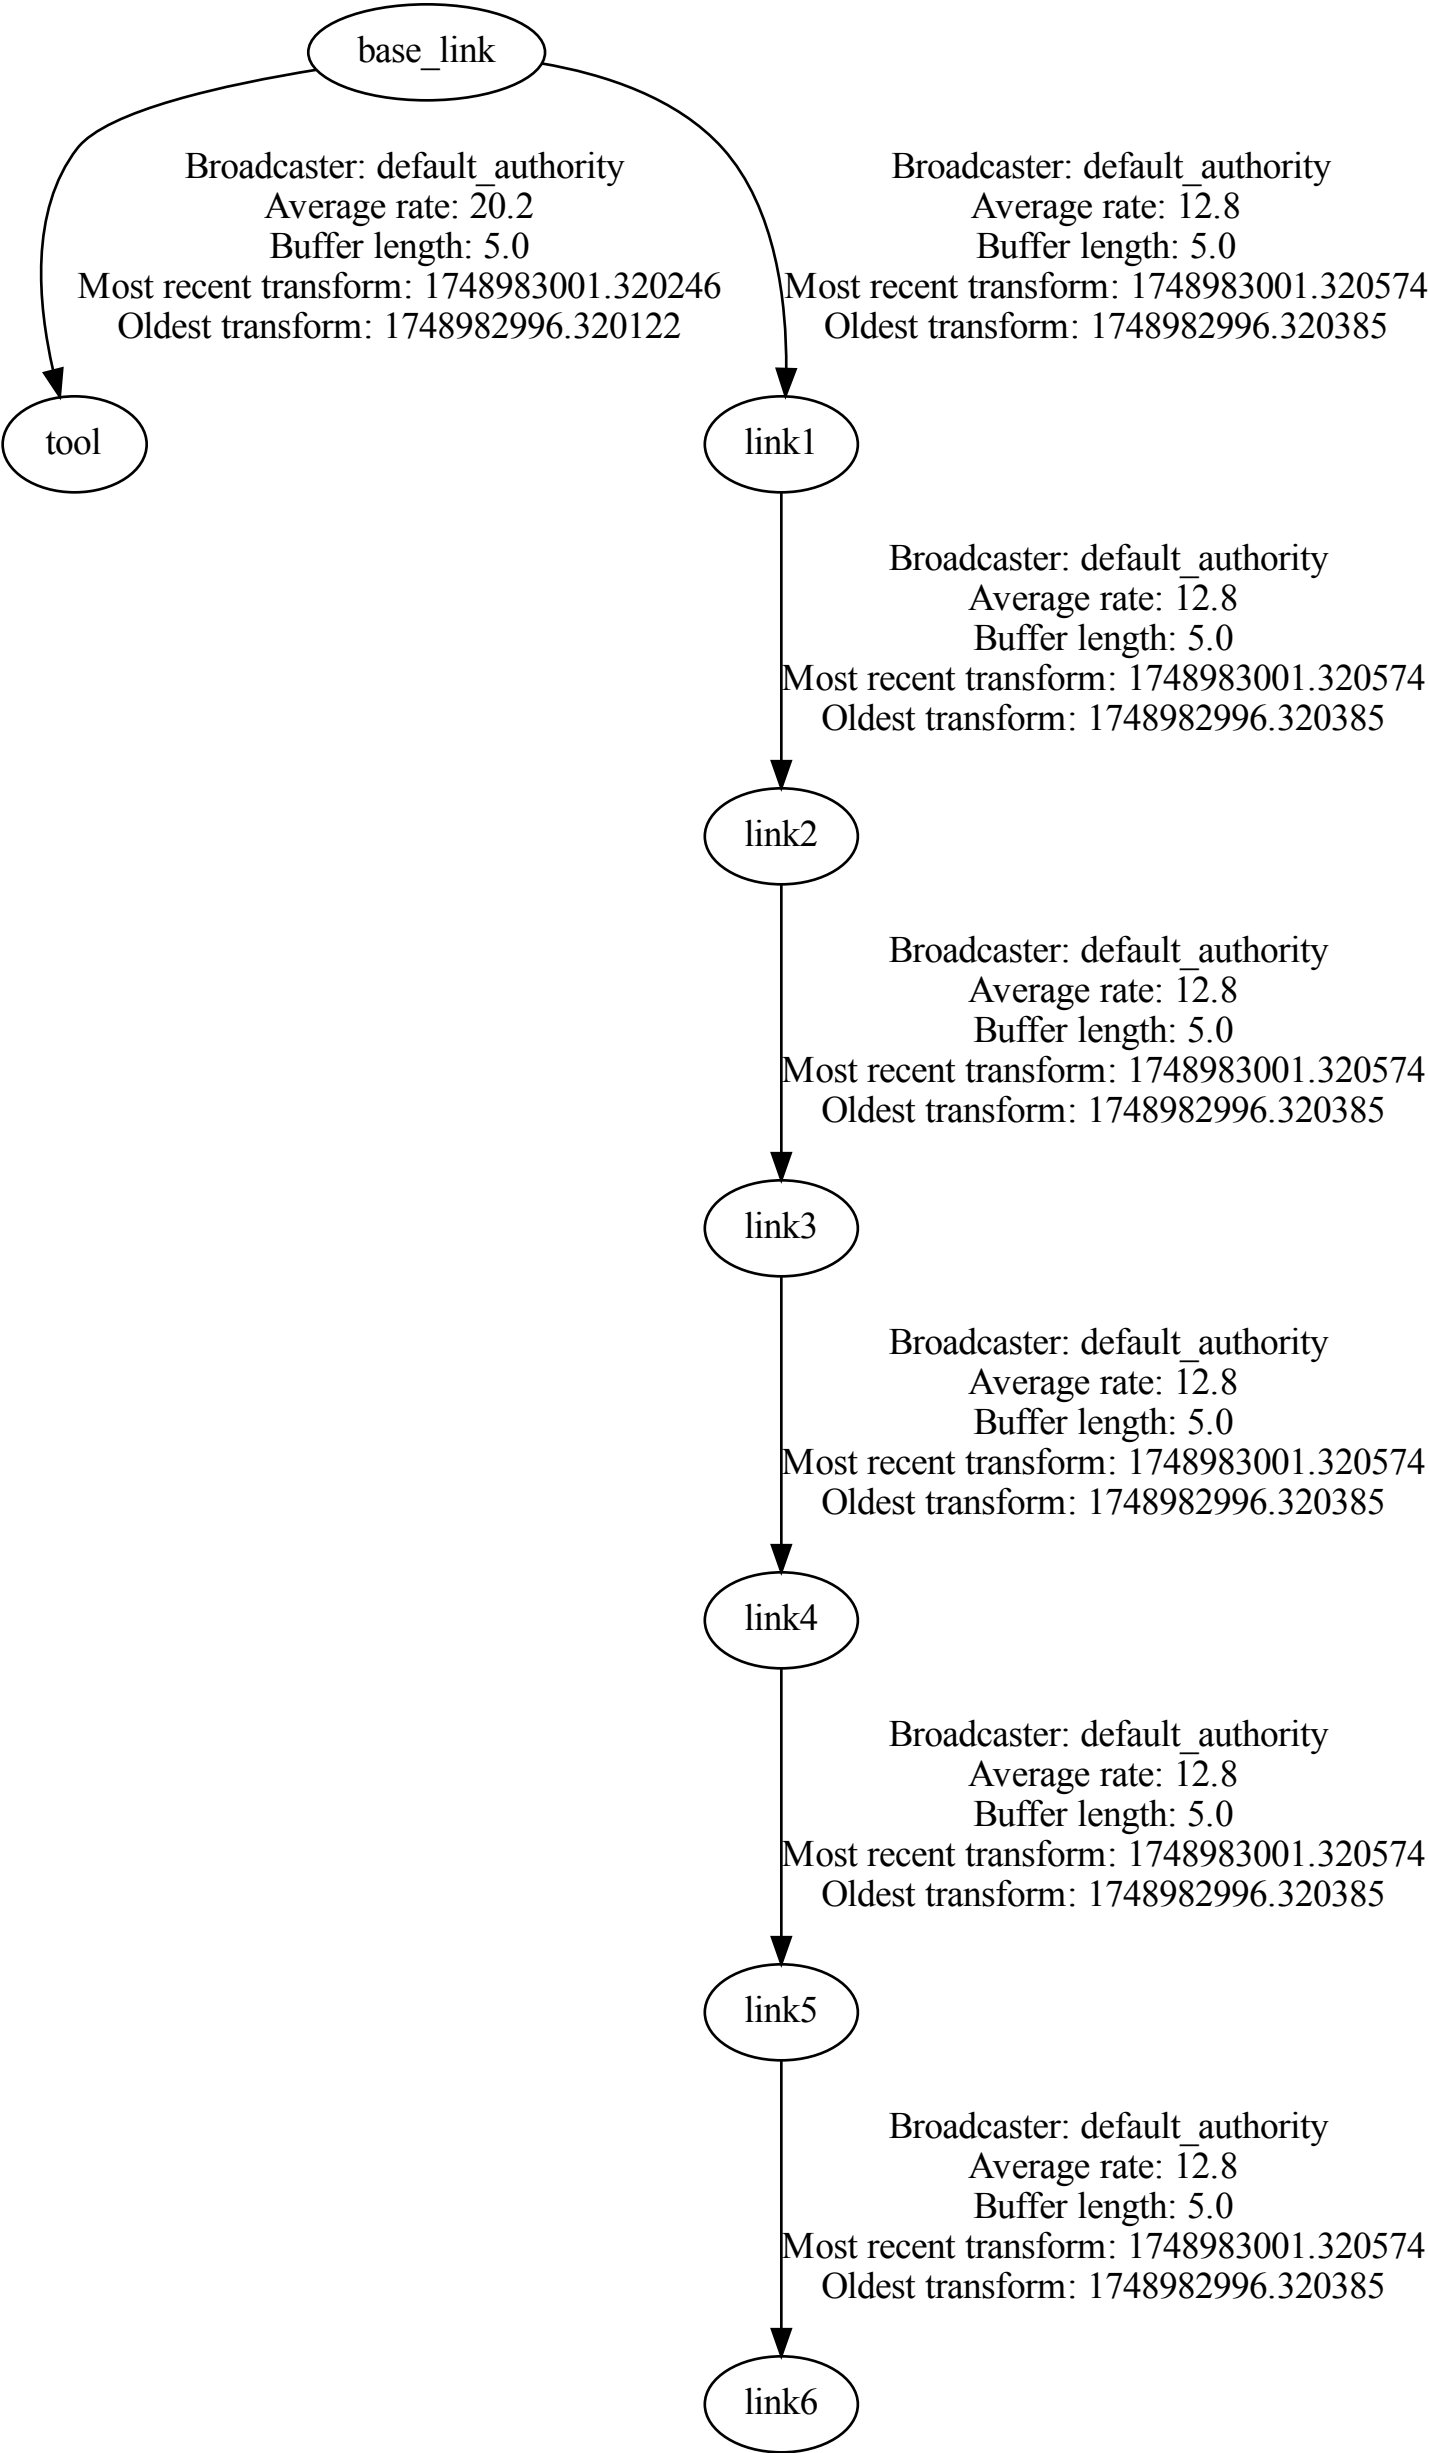 base_link
Broadcaster: default_authority
Average rate: 20.2
Buffer length: 5.0
Most recent transform: 1748983001.320246
Oldest transform: 1748982996.320122
Broadcaster: default_authority
Average rate: 12.8
Buffer length: 5.0
Most recent transform: 1748983001.320574
Oldest transform: 1748982996.320385
tool
link1
Broadcaster: default_authority
Average rate: 12.8
Buffer length: 5.0
Most recent transform: 1748983001.320574
Oldest transform: 1748982996.320385
link2
Broadcaster: default_authority
Average rate: 12.8
Buffer length: 5.0
Most recent transform: 1748983001.320574
Oldest transform: 1748982996.320385
link3
Broadcaster: default_authority
Average rate: 12.8
Buffer length: 5.0
Most recent transform: 1748983001.320574
Oldest transform: 1748982996.320385
link4
Broadcaster: default_authority
Average rate: 12.8
Buffer length: 5.0
Most recent transform: 1748983001.320574
Oldest transform: 1748982996.320385
link5
Broadcaster: default_authority
Average rate: 12.8
Buffer length: 5.0
Most recent transform: 1748983001.320574
Oldest transform: 1748982996.320385
link6